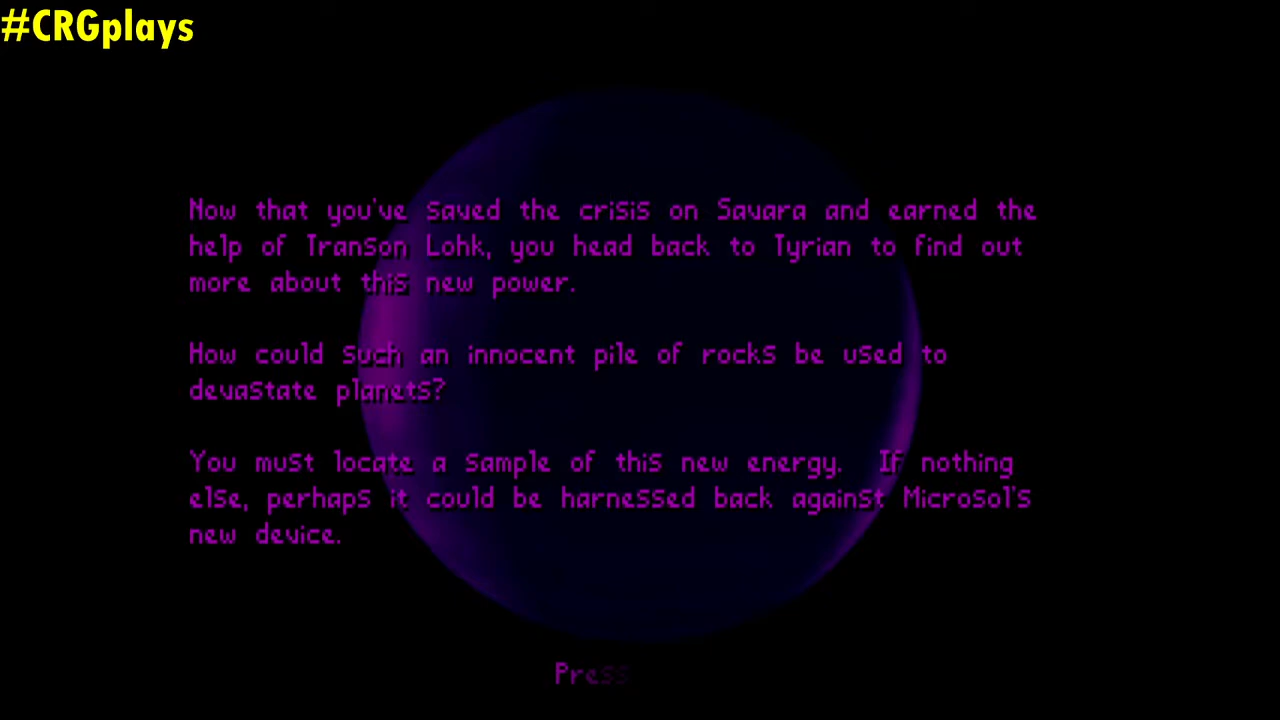 #CRGplays
Now that you've saved the crisis on Savara and earned the
help of Transon Lohk, you head back to Tyrian to find out
more about this new power.
How could such an innocent pile of rocks be used to
devastate planets?
You must locate a sample of this new energy.  If nothing
else, perhaps it could be harnessed back against Microsol's
new device.
Press